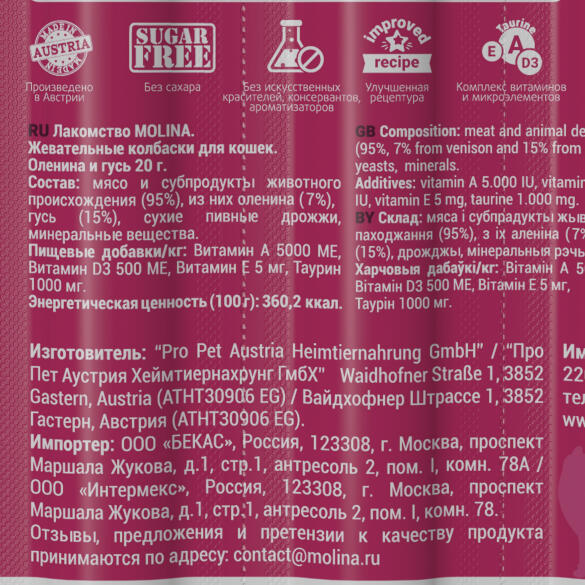 MADE IN
AUSTRIA
MADE IN
Произведено
в Австрии
SUGAR
FREE
Без сахара
Без искусственных
красителей, консервантов,
ароматизаторов
improved
recipe
Улучшенная
рецептура
Taurine
E A D3
Комплекс витаминов
и микроэлементов
RU Лакомство MOLINA.
Жевательные колбаски для кошек.
Оленина и гусь 20 г.
Состав: мясо и субпродукты животного
происхождения (95%), из них оленина (7%),
гусь (15%), сухие пивные дрожжи,
минеральные вещества.
Пищевые добавки/кг: Витамин А 5000 МЕ,
Витамин D3 500 МЕ, Витамин Е 5 мг, Таурин
1000 мг.
Энергетическая ценность (100 г): 360,2 ккал.
GB Composition: meat and animal de
(95%, 7% from venison and 15% from
yeasts, minerals.
Additives: vitamin A 5.000 IU, vitamin
IU, vitamin E 5 mg, taurine 1.000 mg.
BY Склад: мяса і субпрадукты жыв
паходжання (95%), з іх аленіна (7%
(15%), дрожджы, мінеральныя рэчы
Харчовыя дабаўкі/кг: Вітамін А 5
Вітамін D3 500 МЕ, Вітамін Е 5 мг,
Таурін 1000 мг.
Изготовитель: “Pro Pet Austria Heimtiernahrung GmbH” / “Про
Пет Аустрия Хеймтиернахрунг ГмбХ” Waidhofner Straße 1, 3852
Gastern, Austria (ATHT30906 EG) / Вайдхофнер Штрассе 1, 3852
Гастерн, Австрия (ATHT30906 EG).
Импортер: ООО «БЕКАС», Россия, 123308, г. Москва, проспект
Маршала Жукова, д.1, стр.1, антресоль 2, пом. I, комн. 78А /
ООО «Интермекс», Россия, 123308, г. Москва, проспект
Маршала Жукова, д.1, стр.1, антресоль 2, пом. I, комн. 78.
Отзывы, предложения и претензии к качеству продукта
принимаются по адресу: contact@molina.ru
Им
22
тел
ww